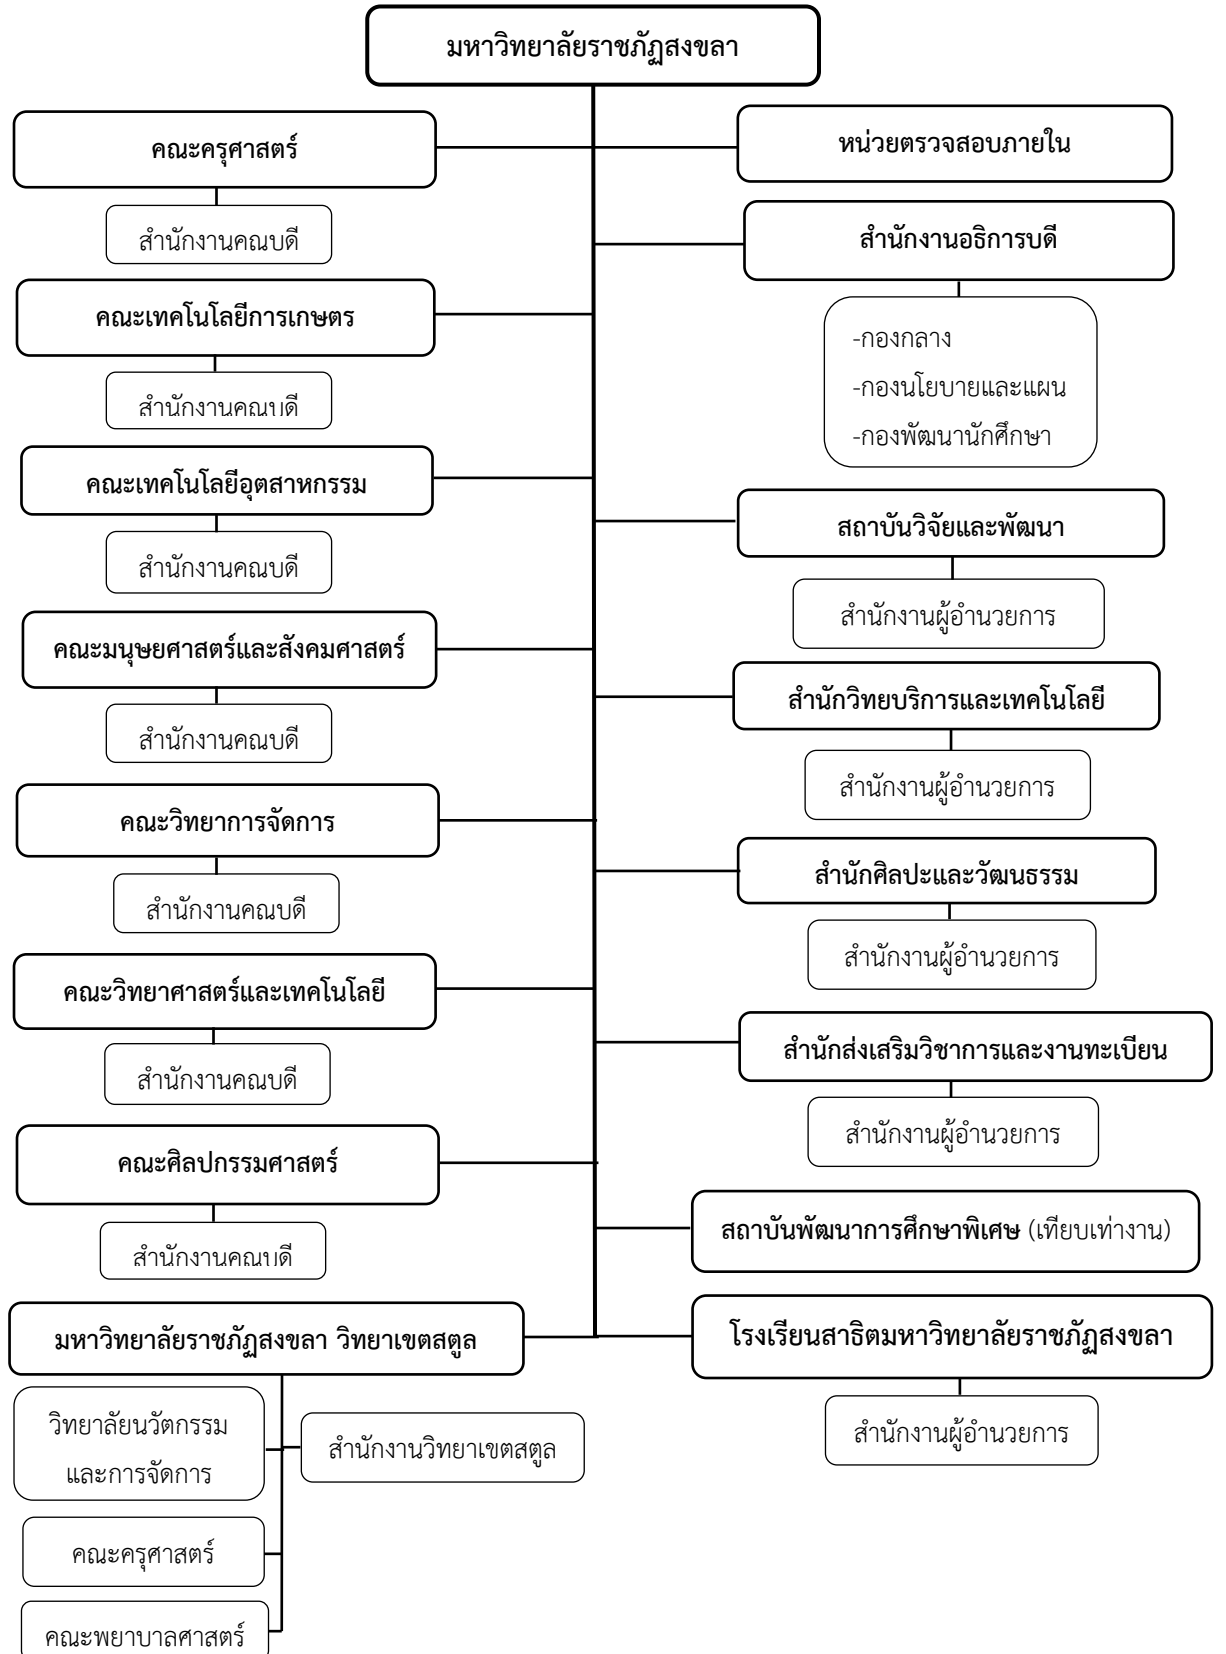 มหาวิทยาลัยราชภัฏสงขลา
คณะครุศาสตร์
สำนักงานคณบดี
คณะเทคโนโลยีการเกษตร
สำนักงานคณบดี
คณะเทคโนโลยีอุตสาหกรรม
สำนักงานคณบดี
คณะมนุษยศาสตร์และสังคมศาสตร์
สำนักงานคณบดี
คณะวิทยาการจัดการ
สำนักงานคณบดี
คณะวิทยาศาสตร์และเทคโนโลยี
สำนักงานคณบดี
คณะศิลปกรรมศาสตร์
สำนักงานคณบดี
มหาวิทยาลัยราชภัฏสงขลา วิทยาเขตสตูล
วิทยาลัยนวัตกรรม
และการจัดการ
สำนักงานวิทยาเขตสตูล
คณะครุศาสตร์
คณะพยาบาลศาสตร์
หน่วยตรวจสอบภายใน
สำนักงานอธิการบดี
-กองกลาง
-กองนโยบายและแผน
-กองพัฒนานักศึกษา
สถาบันวิจัยและพัฒนา
สำนักงานผู้อำนวยการ
สำนักวิทยบริการและเทคโนโลยี
สำนักงานผู้อำนวยการ
สำนักศิลปะและวัฒนธรรม
สำนักงานผู้อำนวยการ
สำนักส่งเสริมวิชาการและงานทะเบียน
สำนักงานผู้อำนวยการ
สถาบันพัฒนาการศึกษาพิเศษ (เทียบเท่างาน)
โรงเรียนสาธิตมหาวิทยาลัยราชภัฏสงขลา
สำนักงานผู้อำนวยการ